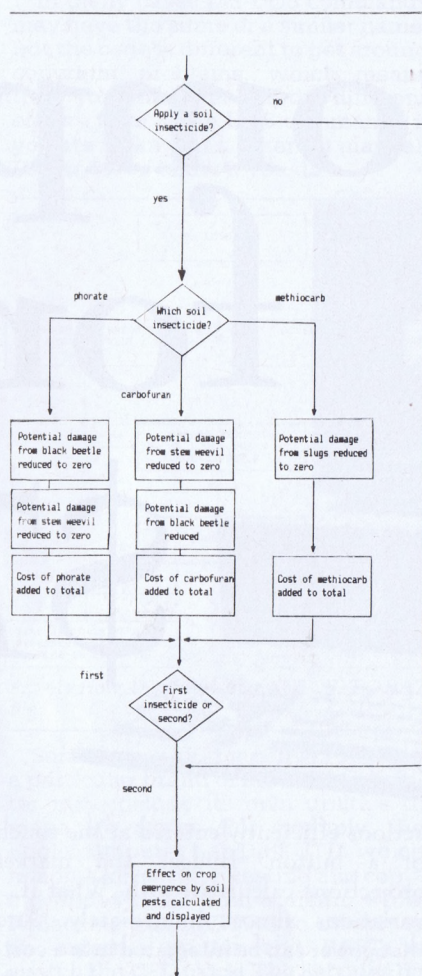 Apply a soil
insecticide?
no
yes
phorate
methiocarb
Which soil
insecticide?
carbofuran
Potential damage
from black beetle
reduced to zero
Potential damage
from stem weevil
reduced to zero
Potential damage
from slugs reduced
to zero
Potential damage
from stem weevil
reduced to zero
Potential damage
from black beetle
reduced
Cost of phorate
added to total
Cost of carbofuran
added to total
Cost of methiocarb
added to total
first
First
insecticide or
second?
second
Effect on crop
emergence by soil
pests calculated
and displayed